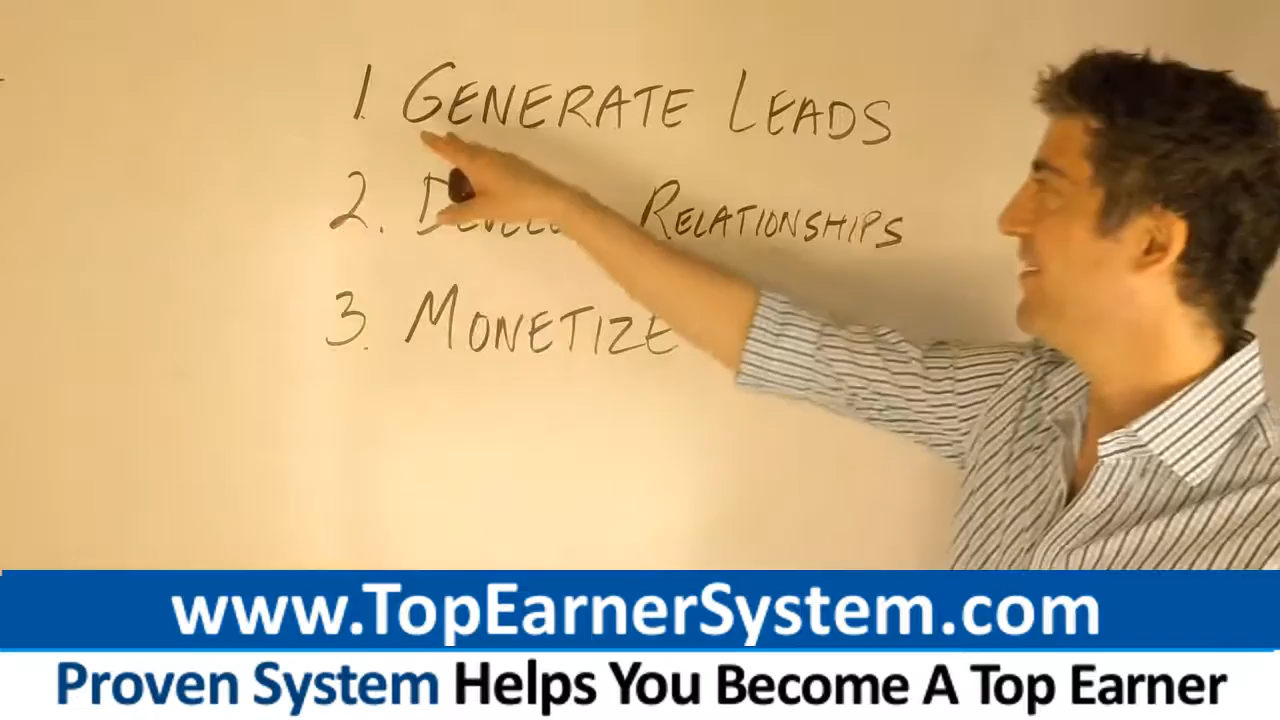 1. GENERATE LEADS
2. RELATIONSHIPS
3. MONETIZE
www.TopEarnerSystem.com
Proven System Helps You Become A Top Earner